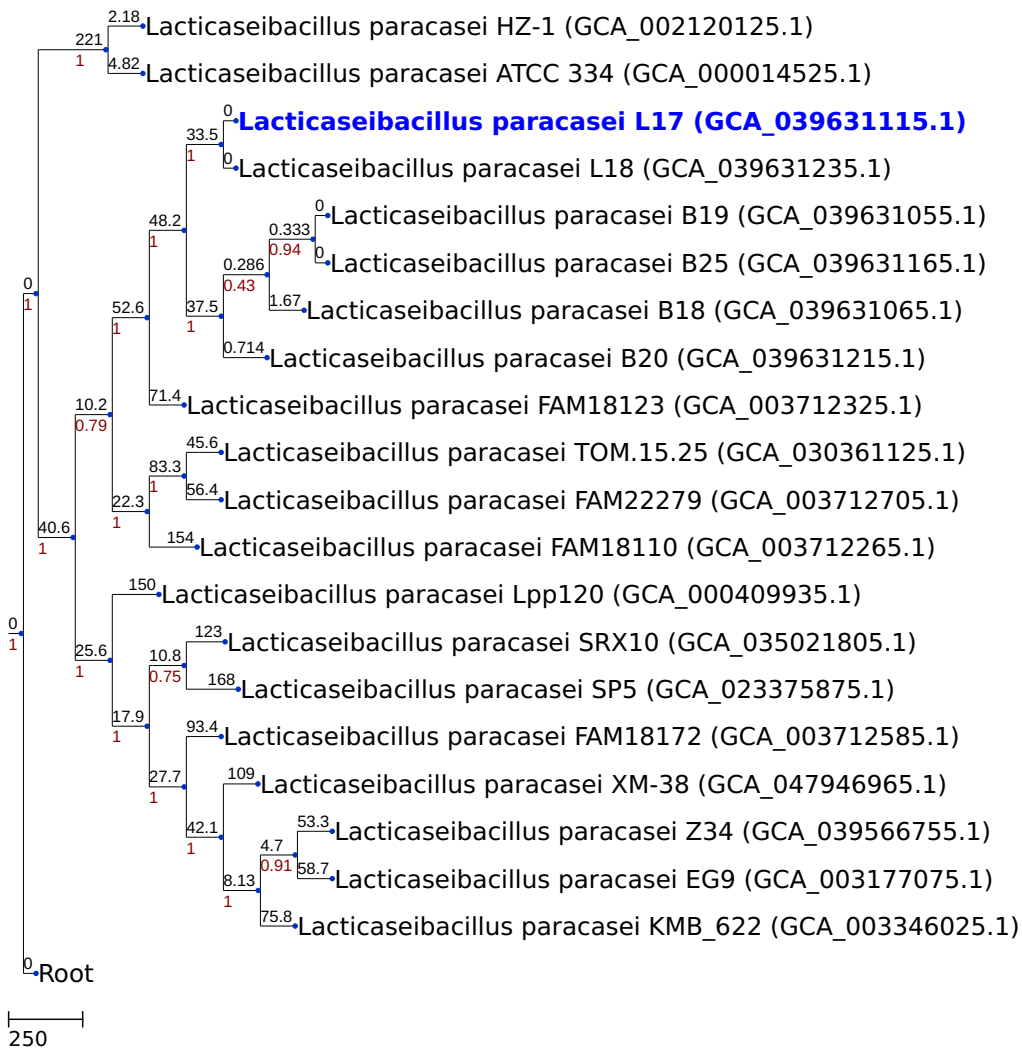 2.18
Lacticaseibacillus paracasei HZ-1 (GCA_002120125.1)
221
1
4.82
Lacticaseibacillus paracasei ATCC 334 (GCA_000014525.1)
0
Lacticaseibacillus paracasei L17 (GCA_039631115.1)
33.5
1
0
Lacticaseibacillus paracasei L18 (GCA_039631235.1)
48.2
1
0
Lacticaseibacillus paracasei B19 (GCA_039631055.1)
0.333
0.94
0
Lacticaseibacillus paracasei B25 (GCA_039631165.1)
0.286
0.43
1.67
Lacticaseibacillus paracasei B18 (GCA_039631065.1)
37.5
1
0.714
Lacticaseibacillus paracasei B20 (GCA_039631215.1)
0
1
52.6
1
71.4
Lacticaseibacillus paracasei FAM18123 (GCA_003712325.1)
10.2
0.79
45.6
Lacticaseibacillus paracasei TOM.15.25 (GCA_030361125.1)
83.3
1
56.4
Lacticaseibacillus paracasei FAM22279 (GCA_003712705.1)
22.3
1
154
Lacticaseibacillus paracasei FAM18110 (GCA_003712265.1)
40.6
1
150
Lacticaseibacillus paracasei Lpp120 (GCA_000409935.1)
0
1
25.6
1
123
Lacticaseibacillus paracasei SRX10 (GCA_035021805.1)
10.8
0.75
168
Lacticaseibacillus paracasei SP5 (GCA_023375875.1)
17.9
1
93.4
Lacticaseibacillus paracasei FAM18172 (GCA_003712585.1)
27.7
1
109
Lacticaseibacillus paracasei XM-38 (GCA_047946965.1)
42.1
1
53.3
Lacticaseibacillus paracasei Z34 (GCA_039566755.1)
4.7
0.91
58.7
Lacticaseibacillus paracasei EG9 (GCA_003177075.1)
8.13
1
75.8
Lacticaseibacillus paracasei KMB_622 (GCA_003346025.1)
0
Root
250